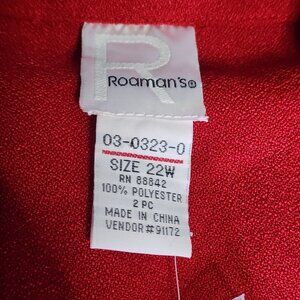 R
Roaman's®
03-0323-0
SIZE 22W
RN 88842
100% POLYESTER
2 PC
MADE IN CHINA
VENDOR #91172